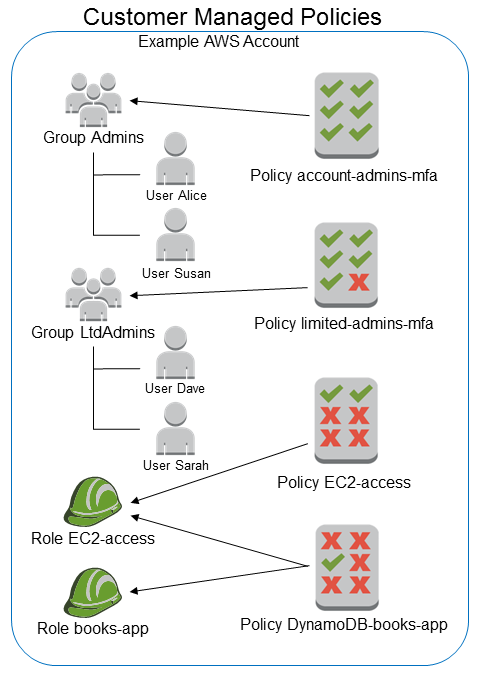 Customer Managed Policies
Example AWS Account
Group Admins
User Alice
User Susan
Policy account-admins-mfa
Group LtdAdmins
User Dave
User Sarah
Policy limited-admins-mfa
Policy EC2-access
Role EC2-access
Role books-app
Policy DynamoDB-books-app